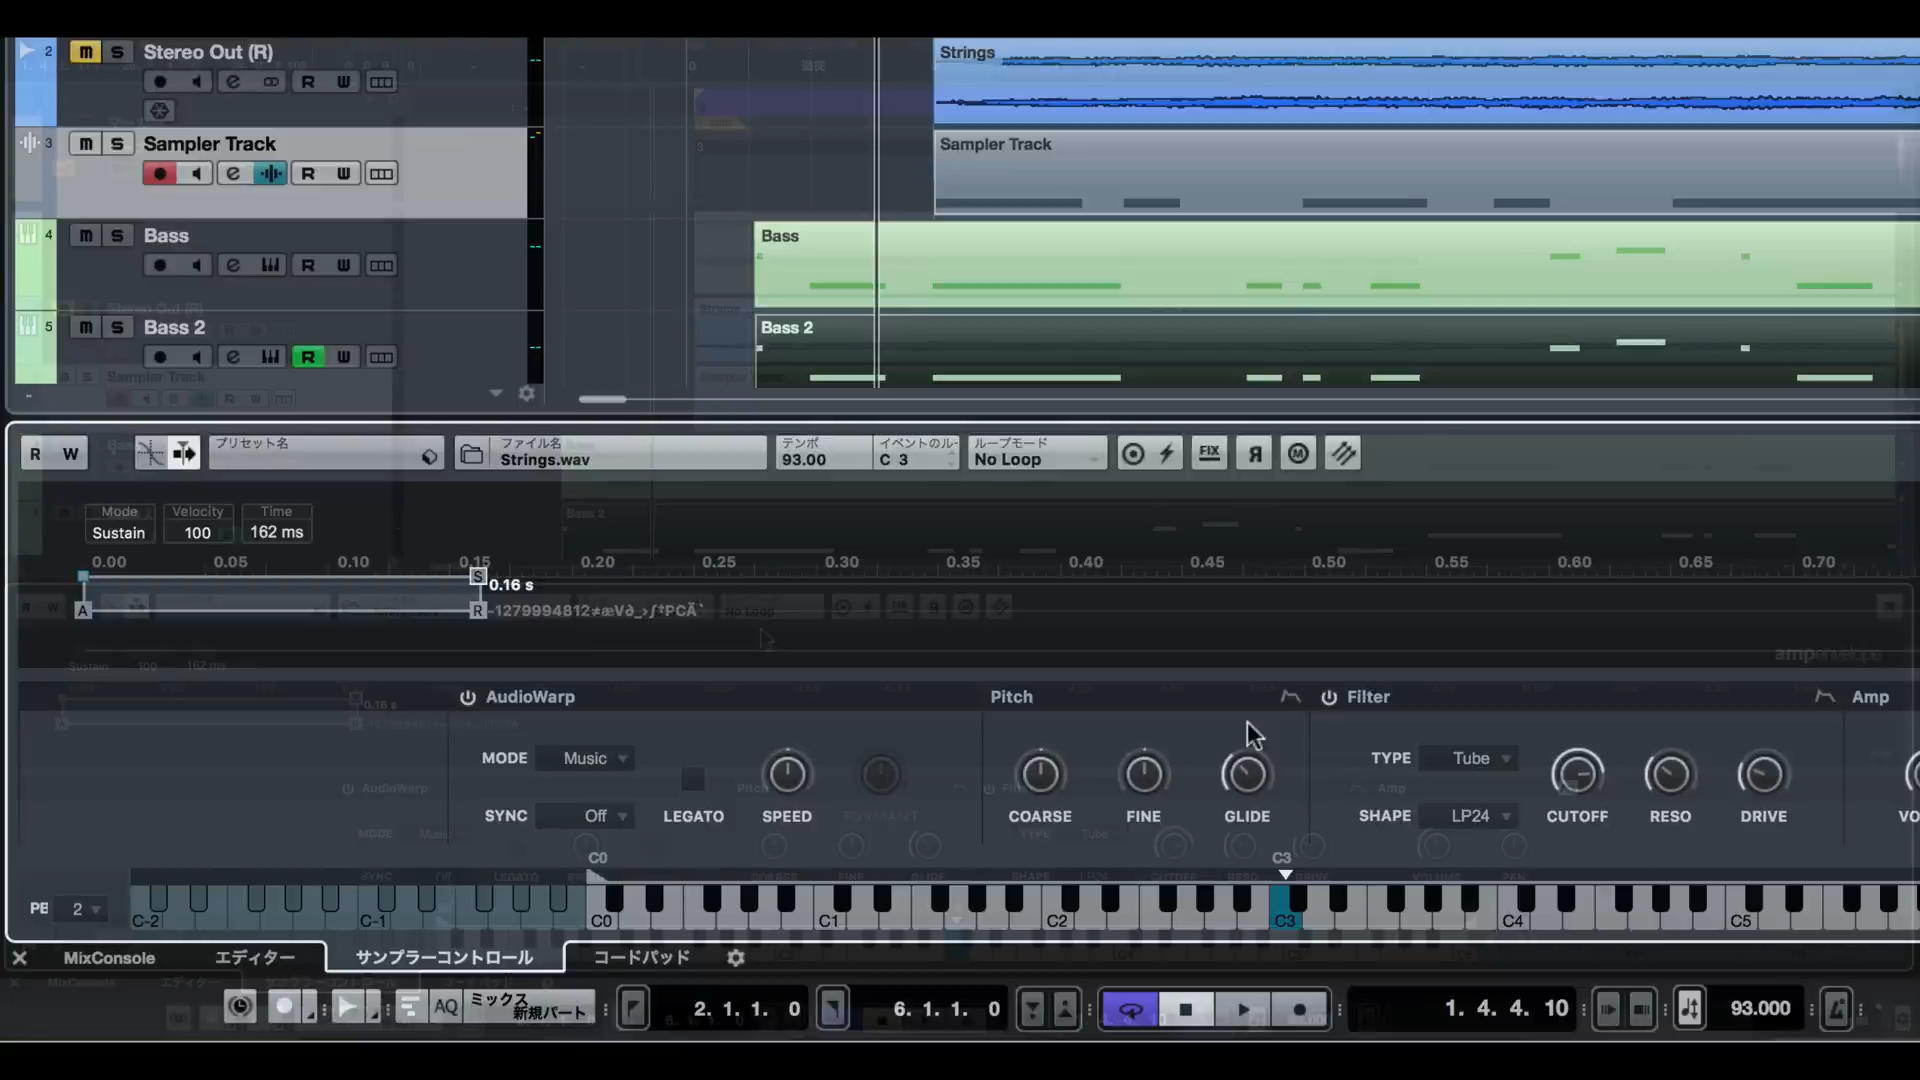 2 m S Stereo Out (R)
R W
Strings
3 m S Sampler Track
R W
Sampler Track
4 m S Bass
R W
Bass
5 m S Bass 2
R W
Bass 2
R W
プリセット名
ファイル名
Strings.wav
テンポ
93.00
イベントのル
C 3
ループモード
No Loop
FIX
Mode
Sustain
Velocity
100
Time
162 ms
0.00 0.05 0.10 0.15 0.20 0.25 0.30 0.35 0.40 0.45 0.50 0.55 0.60 0.65 0.70
S 0.16 s
A R -1279994812≠æV∂_›ƒ‡PCÄ`
AudioWarp
Pitch
Filter
Amp
MODE Music
SYNC Off
LEGATO
SPEED
COARSE
FINE
GLIDE
TYPE Tube
SHAPE LP24
CUTOFF
RESO
DRIVE
VO
C0 C3
PB 2
C-2 C-1 C0 C1 C2 C3 C4 C5
MixConsole エディター サンプラーコントロール コードパッド
AQ
ミックス
新規パート
2. 1. 1. 0
6. 1. 1. 0
1. 4. 4. 10
93.000